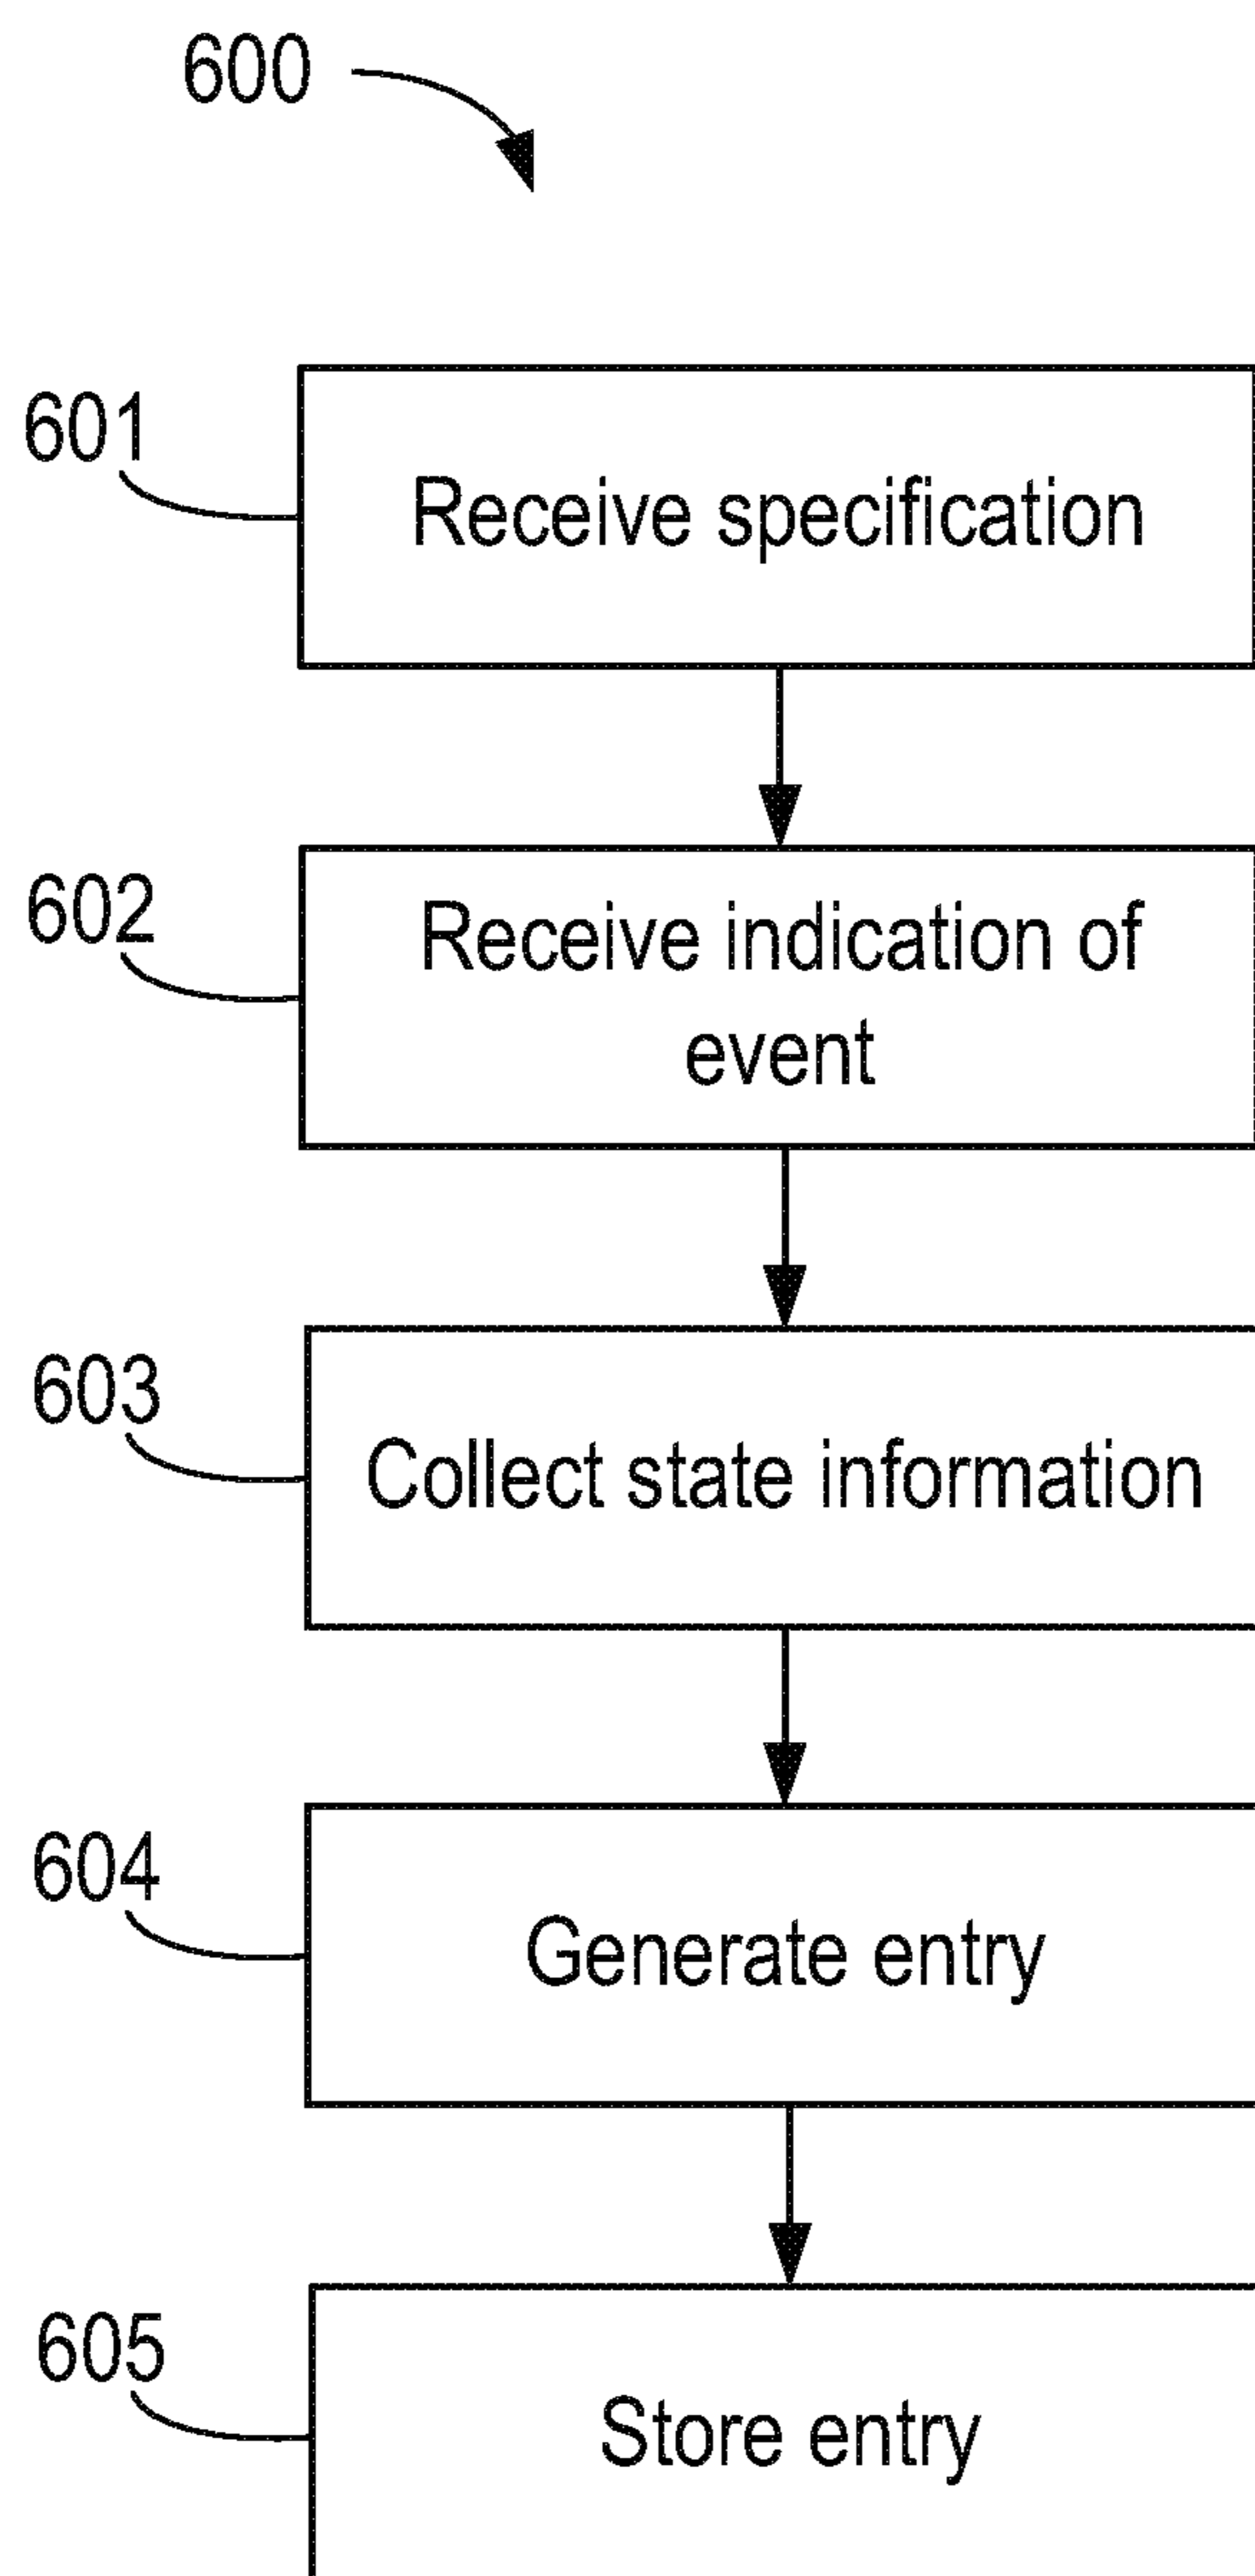 600
601
Receive specification
602
Receive indication of
event
603
Collect state information
604
Generate entry
605
Store entry